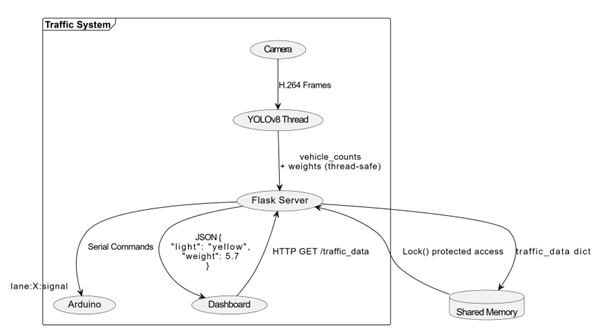 Traffic System
Camera
H.264 Frames
YOLOv8 Thread
vehicle_counts
+ weights (thread-safe)
Flask Server
Serial Commands
JSON {
"light": "yellow",
"weight": 5.7
}
HTTP GET /traffic_data
Lock() protected access
traffic_data dict
lane:X:signal
Arduino
Dashboard
Shared Memory